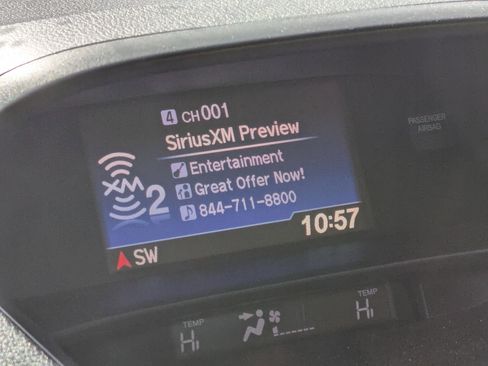 4 CH001
SiriusXM Preview
Entertainment
XM 2
Great Offer Now!
844-711-8800
10:57
SW
PASSENGER
AIRBAG
TEMP
Hi
TEMP
Hi